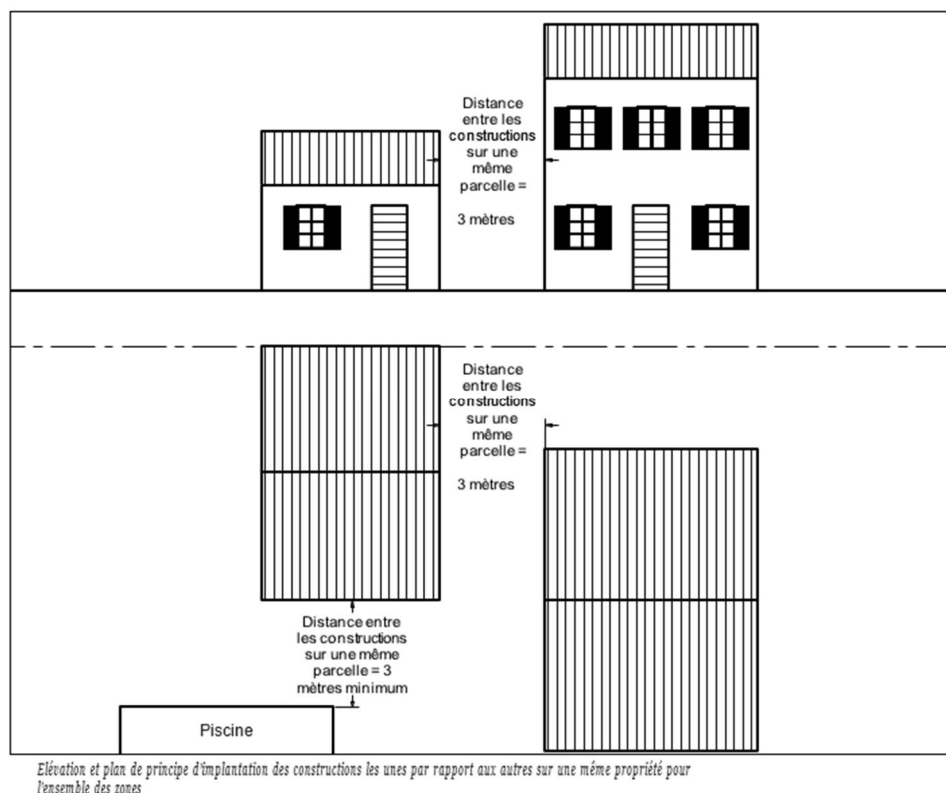 Distance
entre les
constructions
sur une
même
parcelle =
3 mètres
Distance
entre les
constructions
sur une
même
parcelle =
3 mètres
Distance entre
les constructions
sur une même
parcelle = 3
mètres minimum
Piscine
Elévation et plan de principe d'implantation des constructions les unes par rapport aux autres sur une même propriété pour
l'ensemble des zones